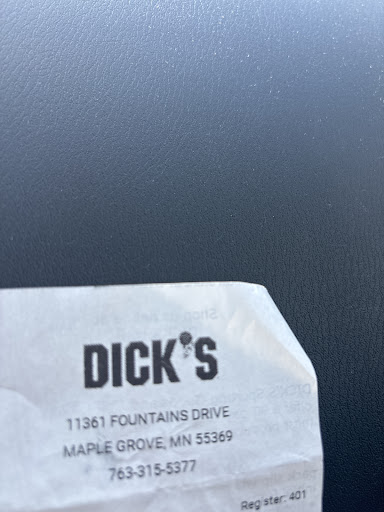 DICK'S
11361 FOUNTAINS DRIVE
MAPLE GROVE, MN 55369
763-315-5377
Register: 401